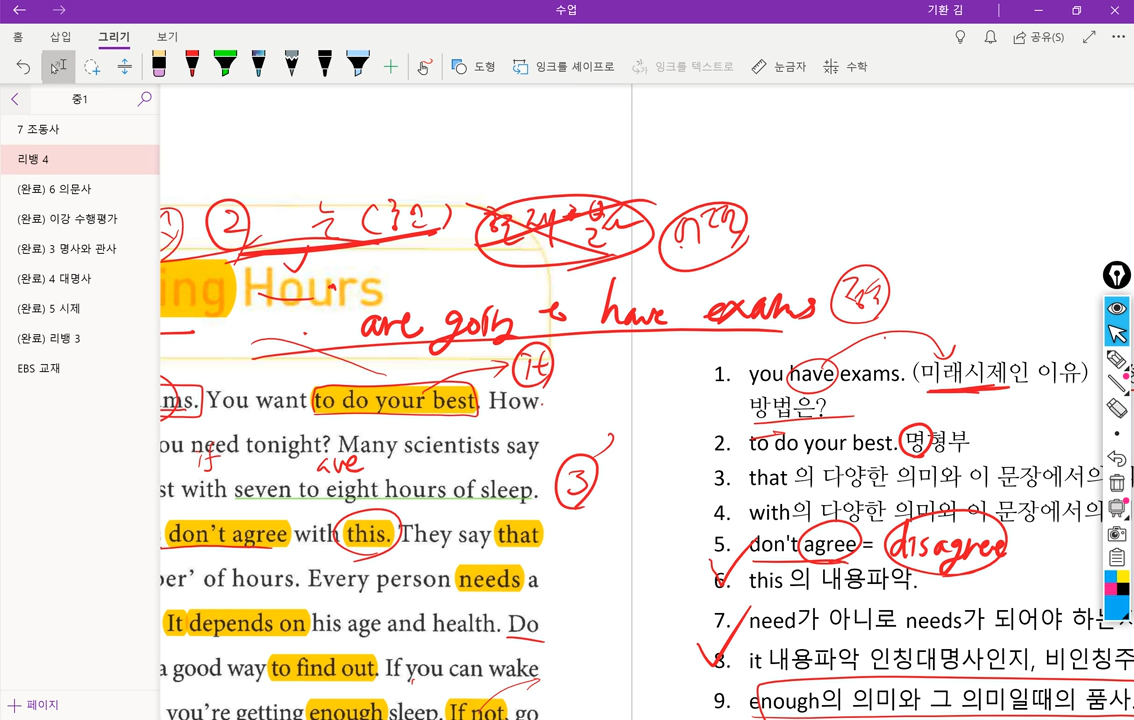 수업
기환 김
홈 삽입 그리기 보기
공유(S)
도형 잉크를 셰이프로 잉크를 텍스트로 눈금자 수학
중1
7 조동사
리뱅 4
(완료) 6 의문사
(완료) 이강 수행평가
(완료) 3 명사와 관사
(완료) 4 대명사
(완료) 5 시제
(완료) 리뱅 3
EBS 교재
페이지
2
ing Hours
are going to have exams
it
ms. You want to do your best. How
ou need tonight? Many scientists say
if
are
st with seven to eight hours of sleep.
3
don't agree with this. They say that
per' of hours. Every person needs a
It depends on his age and health. Do
a good way to find out. If you can wake
you're getting enough sleep. If not, go
1. you have exams. (미래시제인 이유)
방법은?
2. to do your best. 명형부
3. that 의 다양한 의미와 이 문장에서의
4. with의 다양한 의미와 이 문장에서의
5. don't agree = disagree
6. this 의 내용파악.
7. need가 아니로 needs가 되어야 하는
8. it 내용파악 인칭대명사인지, 비인칭주
9. enough의 의미와 그 의미일때의 품사.